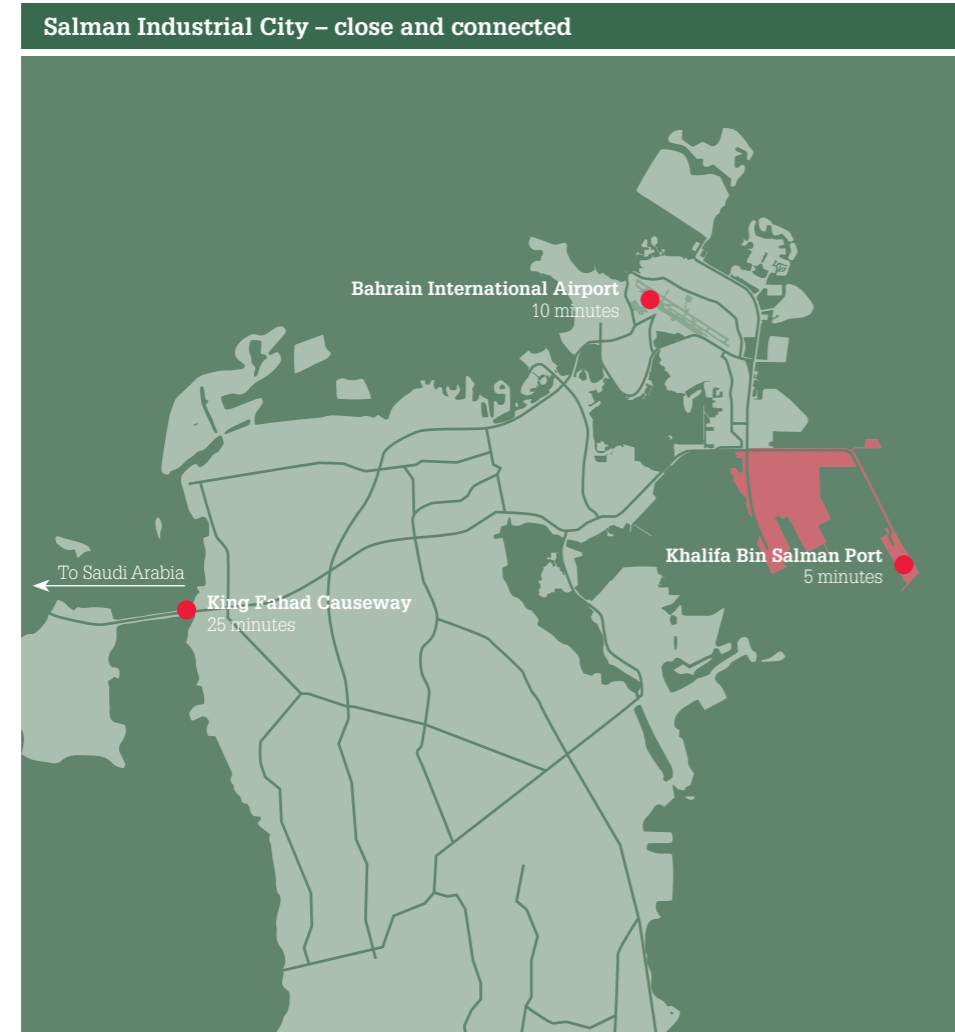 Salman Industrial City – close and connected
Bahrain International Airport
10 minutes
Khalifa Bin Salman Port
5 minutes
To Saudi Arabia
King Fahad Causeway
25 minutes